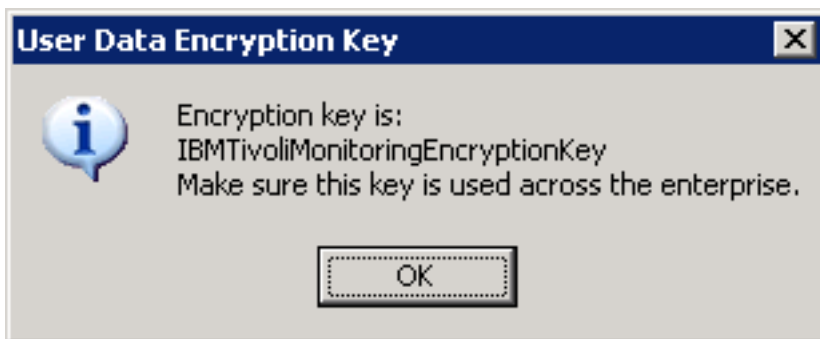 User Data Encryption Key
Encryption key is:
IBMTivoliMonitoringEncryptionKey
Make sure this key is used across the enterprise.
OK